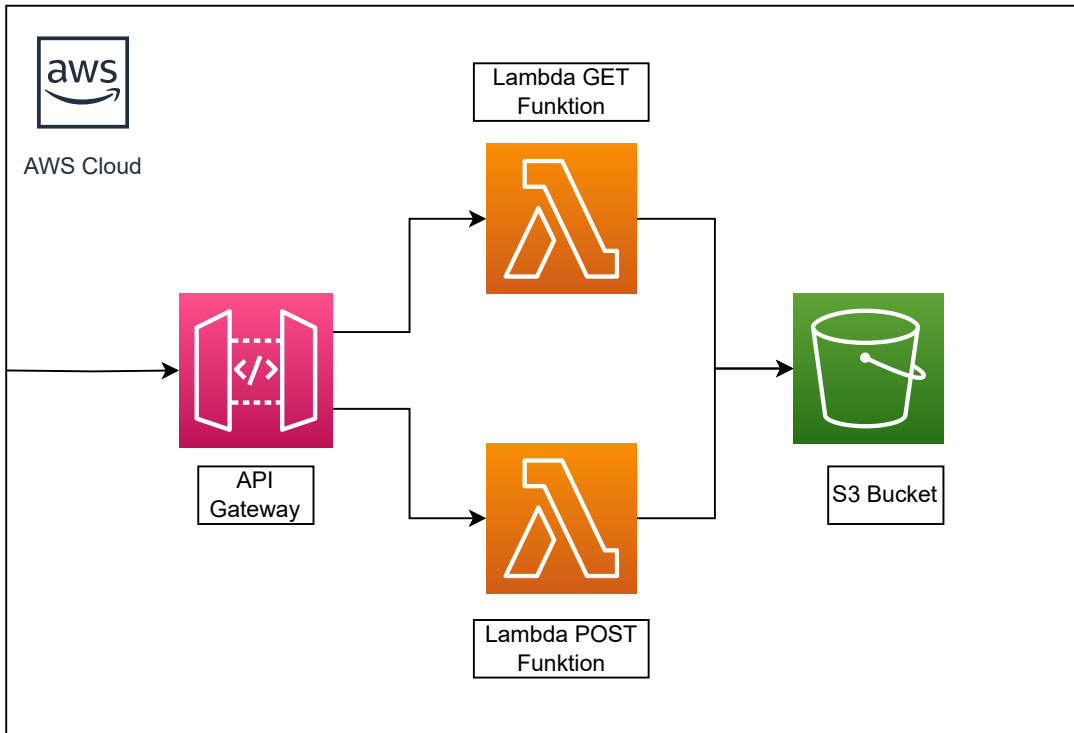 aws
AWS Cloud
Lambda GET
Funktion
</>
API
Gateway
S3 Bucket
Lambda POST
Funktion